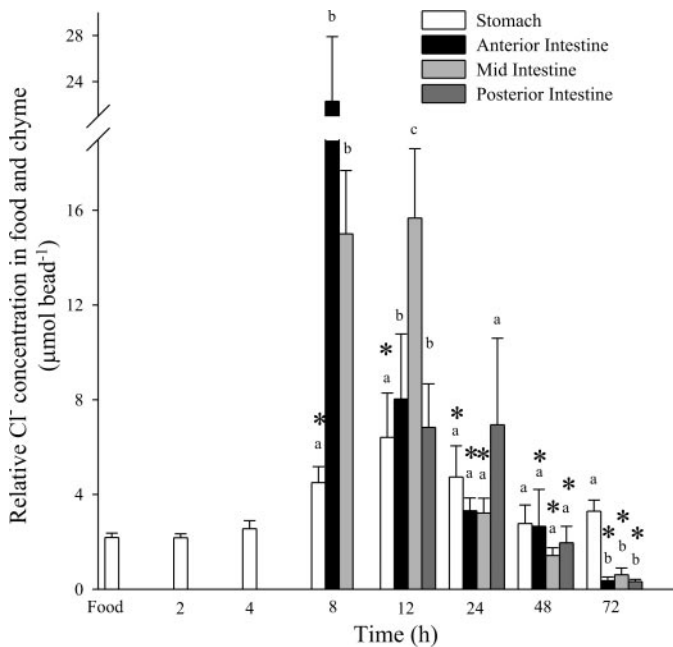 Relative Cl⁻ concentration in food and chyme
(μmol bead⁻¹)
28
24
16
12
8
4
0
Stomach
Anterior Intestine
Mid Intestine
Posterior Intestine
b
b
c
* a
* a
b
b
* a
* a
* a
a
a
* a
* a
* a
a
* b
* b
* b
Food 2 4 8 12 24 48 72
Time (h)